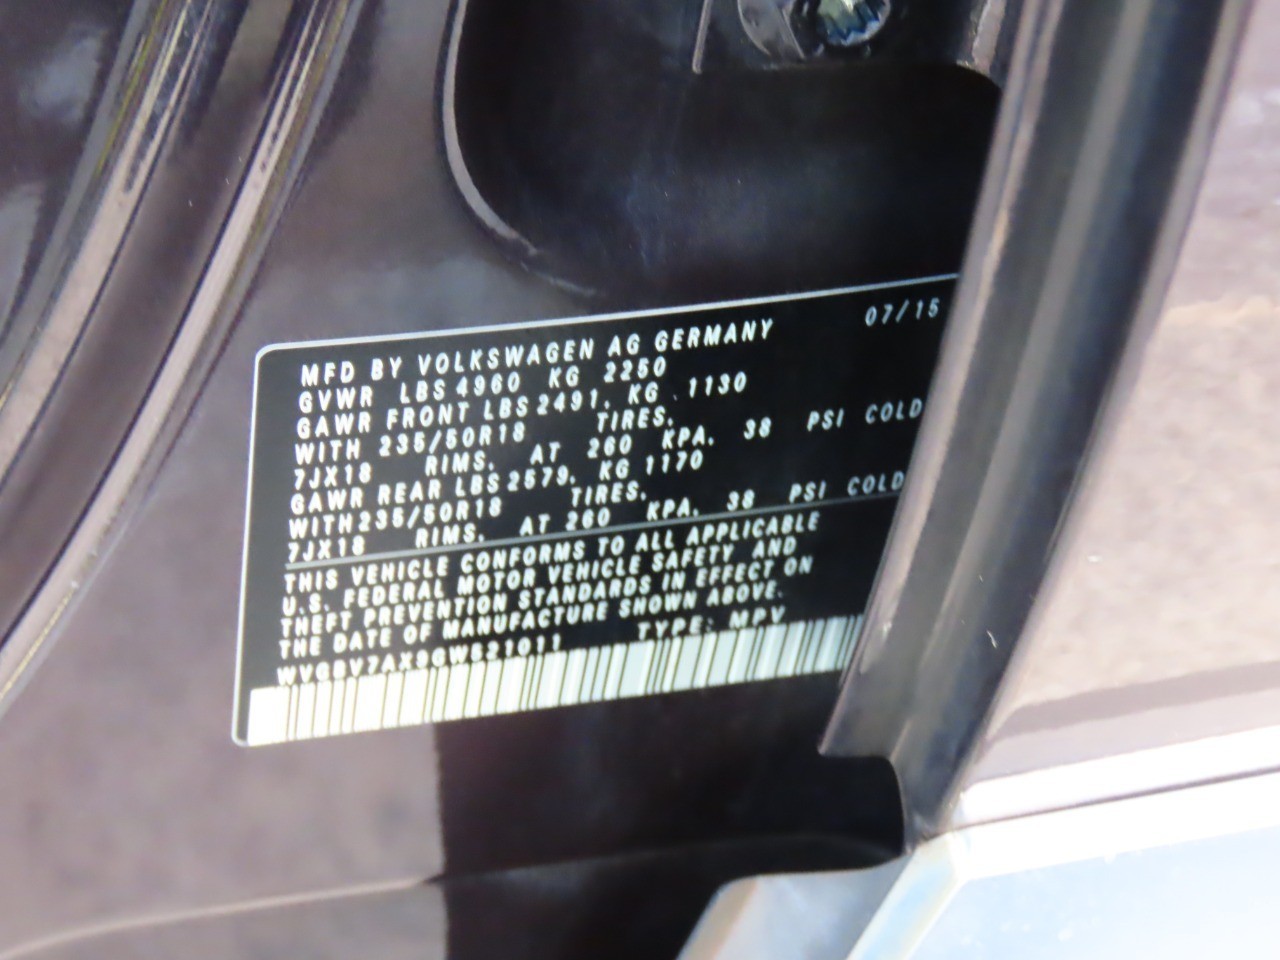 MFD BY VOLKSWAGEN AG GERMANY 07/15
GVWR LBS 4960 KG 2250
GAWR FRONT LBS 2491, KG 1130
WITH 235/50R18 TIRES,
7JX18 RIMS, AT 260 KPA, 38 PSI COLD
GAWR REAR LBS 2579, KG 1170
WITH 235/50R18 TIRES,
7JX18 RIMS, AT 260 KPA, 38 PSI COLD
THIS VEHICLE CONFORMS TO ALL APPLICABLE
U.S. FEDERAL MOTOR VEHICLE SAFETY AND
THEFT PREVENTION STANDARDS IN EFFECT ON
THE DATE OF MANUFACTURE SHOWN ABOVE.
TYPE: MPV